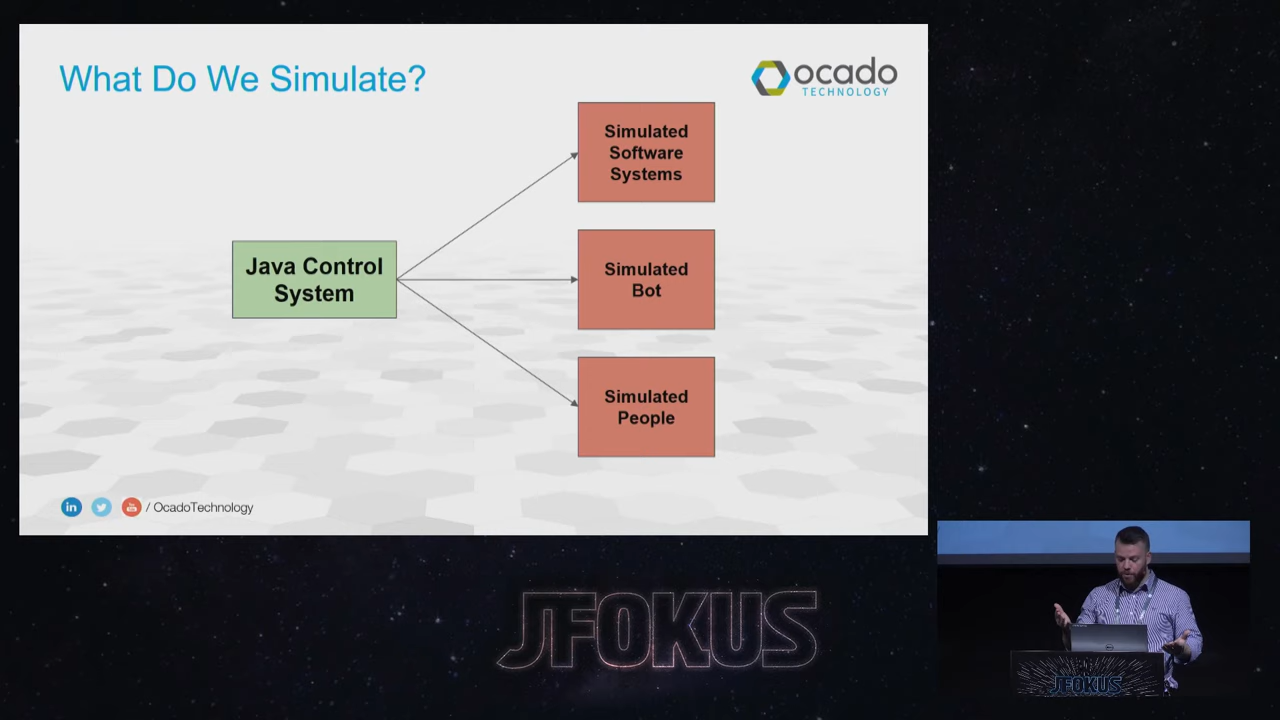 What Do We Simulate?
ocado
TECHNOLOGY
Simulated
Software
Systems
Java Control
System
Simulated
Bot
Simulated
People
in
/ OcadoTechnology
JFOKUS
JFOKUS